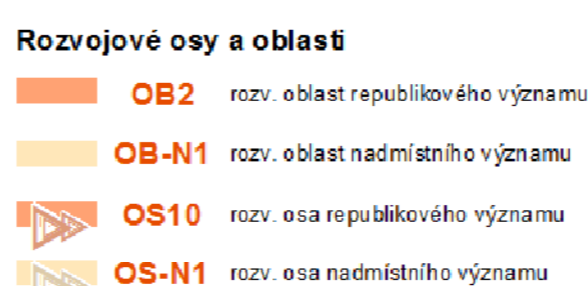 Rozvojové osy a oblasti
OB2 rozv. oblast republikového významu
OB-N1 rozv. oblast nadmístního významu
OS10 rozv. osa republikového významu
OS-N1 rozv. osa nadmístního významu